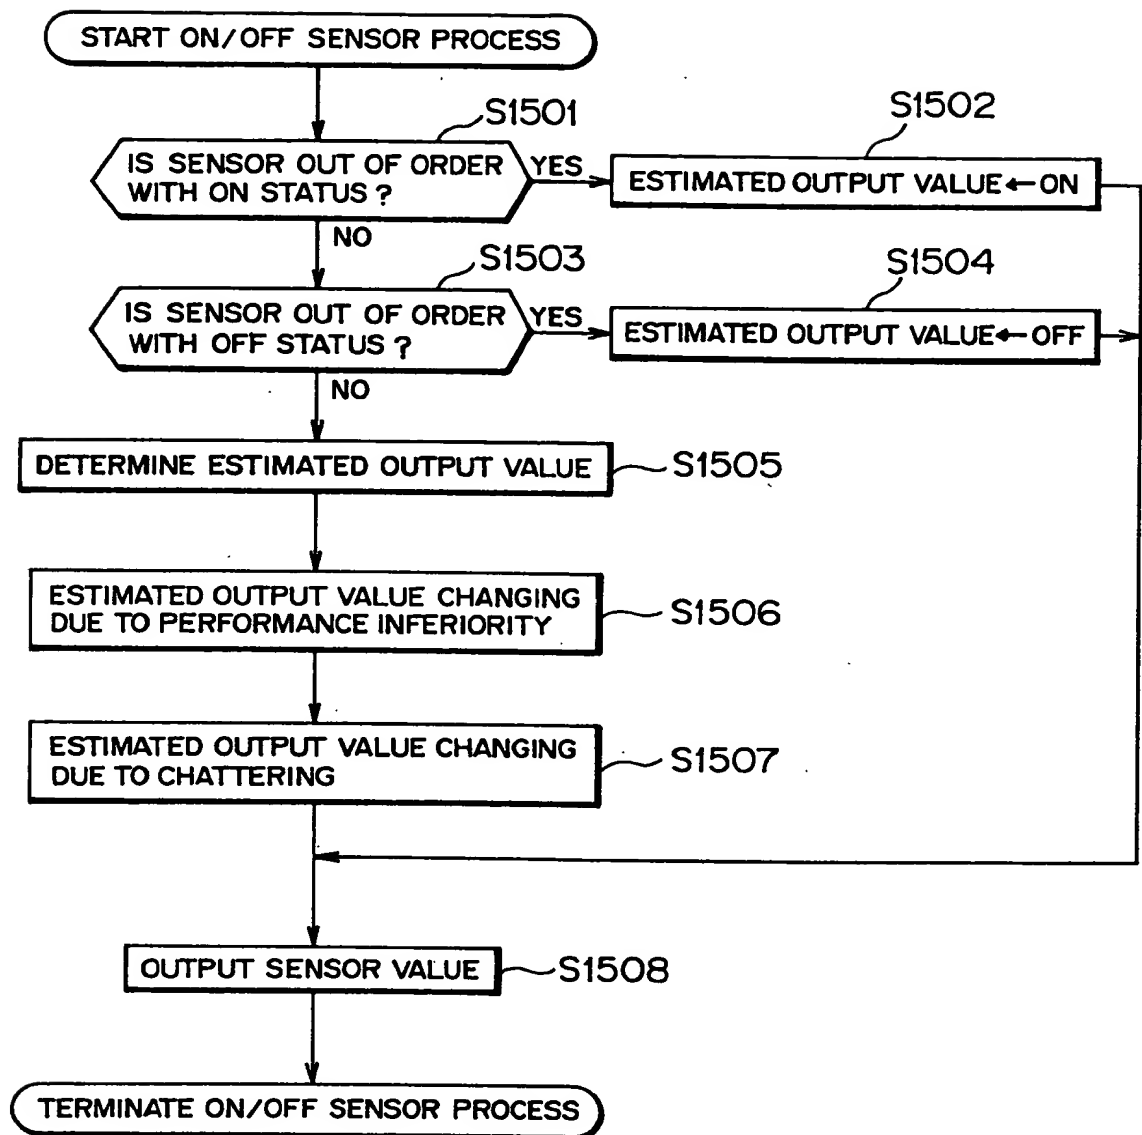 START ON/OFF SENSOR PROCESS
S1501
S1502
IS SENSOR OUT OF ORDER
WITH ON STATUS ?
YES
ESTIMATED OUTPUT VALUE←ON
NO
S1503
S1504
IS SENSOR OUT OF ORDER
WITH OFF STATUS ?
YES
ESTIMATED OUTPUT VALUE←OFF
NO
DETERMINE ESTIMATED OUTPUT VALUE
S1505
ESTIMATED OUTPUT VALUE CHANGING
DUE TO PERFORMANCE INFERIORITY
S1506
ESTIMATED OUTPUT VALUE CHANGING
DUE TO CHATTERING
S1507
OUTPUT SENSOR VALUE
S1508
TERMINATE ON/OFF SENSOR PROCESS